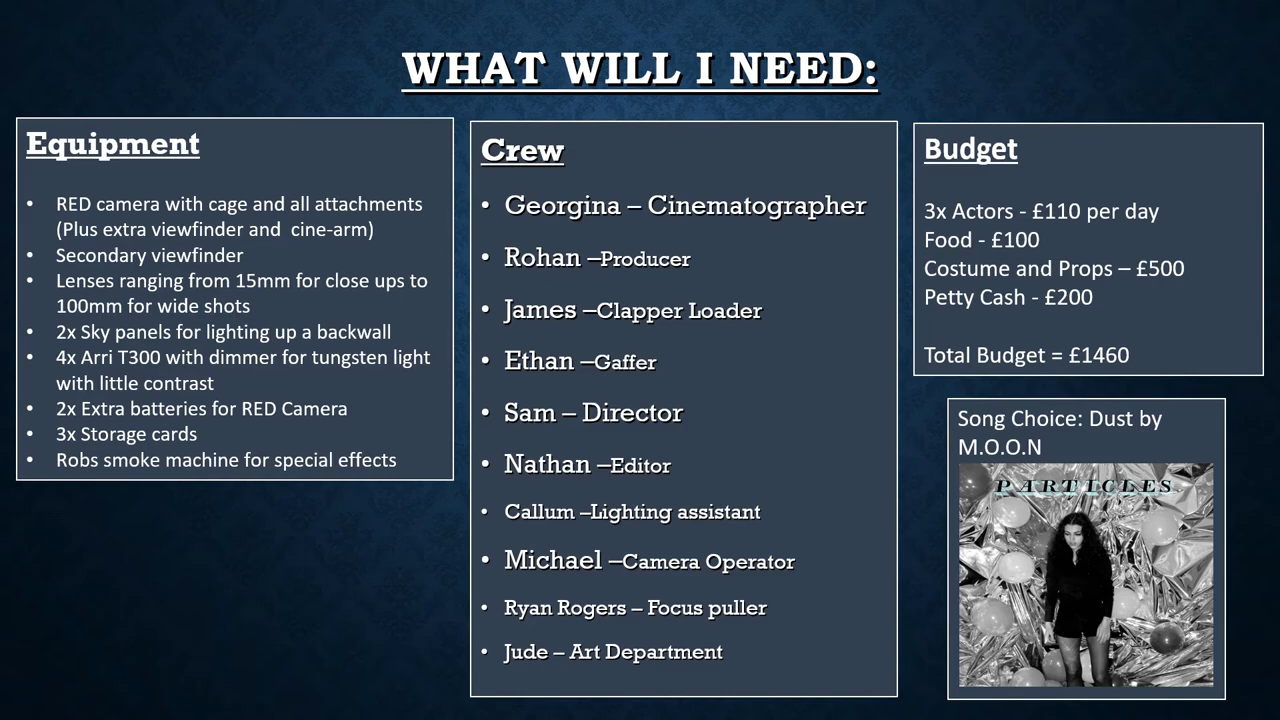 WHAT WILL I NEED:
Equipment
• RED camera with cage and all attachments
(Plus extra viewfinder and cine-arm)
• Secondary viewfinder
• Lenses ranging from 15mm for close ups to
100mm for wide shots
• 2x Sky panels for lighting up a backwall
• 4x Arri T300 with dimmer for tungsten light
with little contrast
• 2x Extra batteries for RED Camera
• 3x Storage cards
• Robs smoke machine for special effects
Crew
• Georgina – Cinematographer
• Rohan –Producer
• James –Clapper Loader
• Ethan –Gaffer
• Sam – Director
• Nathan –Editor
• Callum –Lighting assistant
• Michael –Camera Operator
• Ryan Rogers – Focus puller
• Jude – Art Department
Budget
3x Actors - £110 per day
Food - £100
Costume and Props – £500
Petty Cash - £200
Total Budget = £1460
Song Choice: Dust by
M.O.O.N
PARTICLES